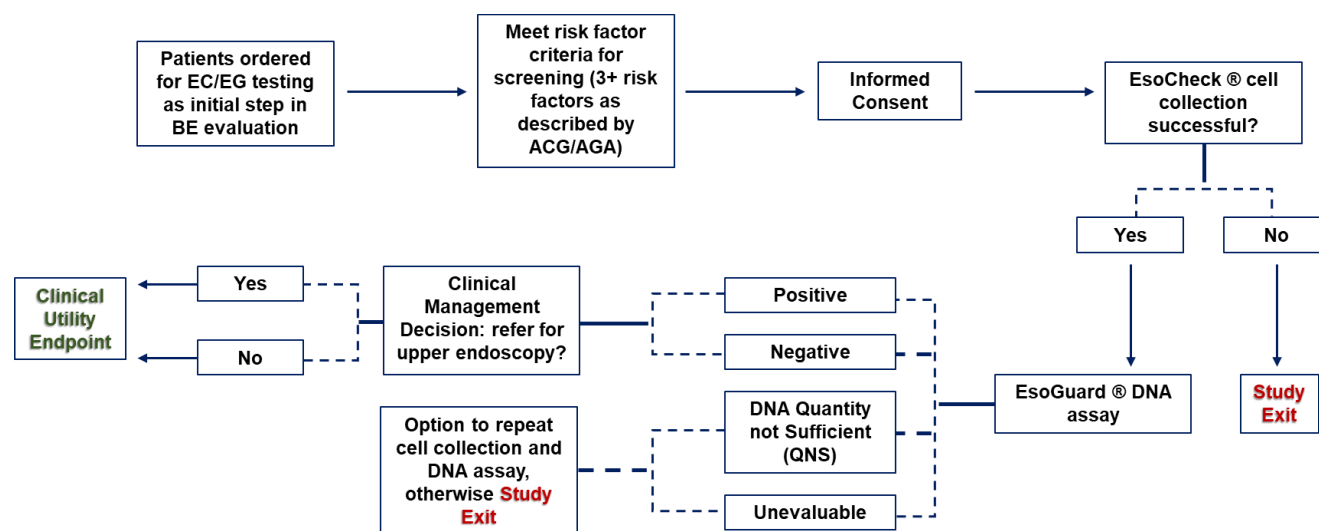 Patients ordered
for EC/EG testing
as initial step in
BE evaluation
Meet risk factor
criteria for
screening (3+ risk
factors as
described by
ACG/AGA)
Informed
Consent
EsoCheck ® cell
collection
successful?
Yes
No
Study
Exit
EsoGuard ® DNA
assay
Positive
Negative
DNA Quantity
not Sufficient
(QNS)
Unevaluable
Clinical
Management
Decision: refer for
upper endoscopy?
Option to repeat
cell collection and
DNA assay,
otherwise Study
Exit
Yes
No
Clinical
Utility
Endpoint